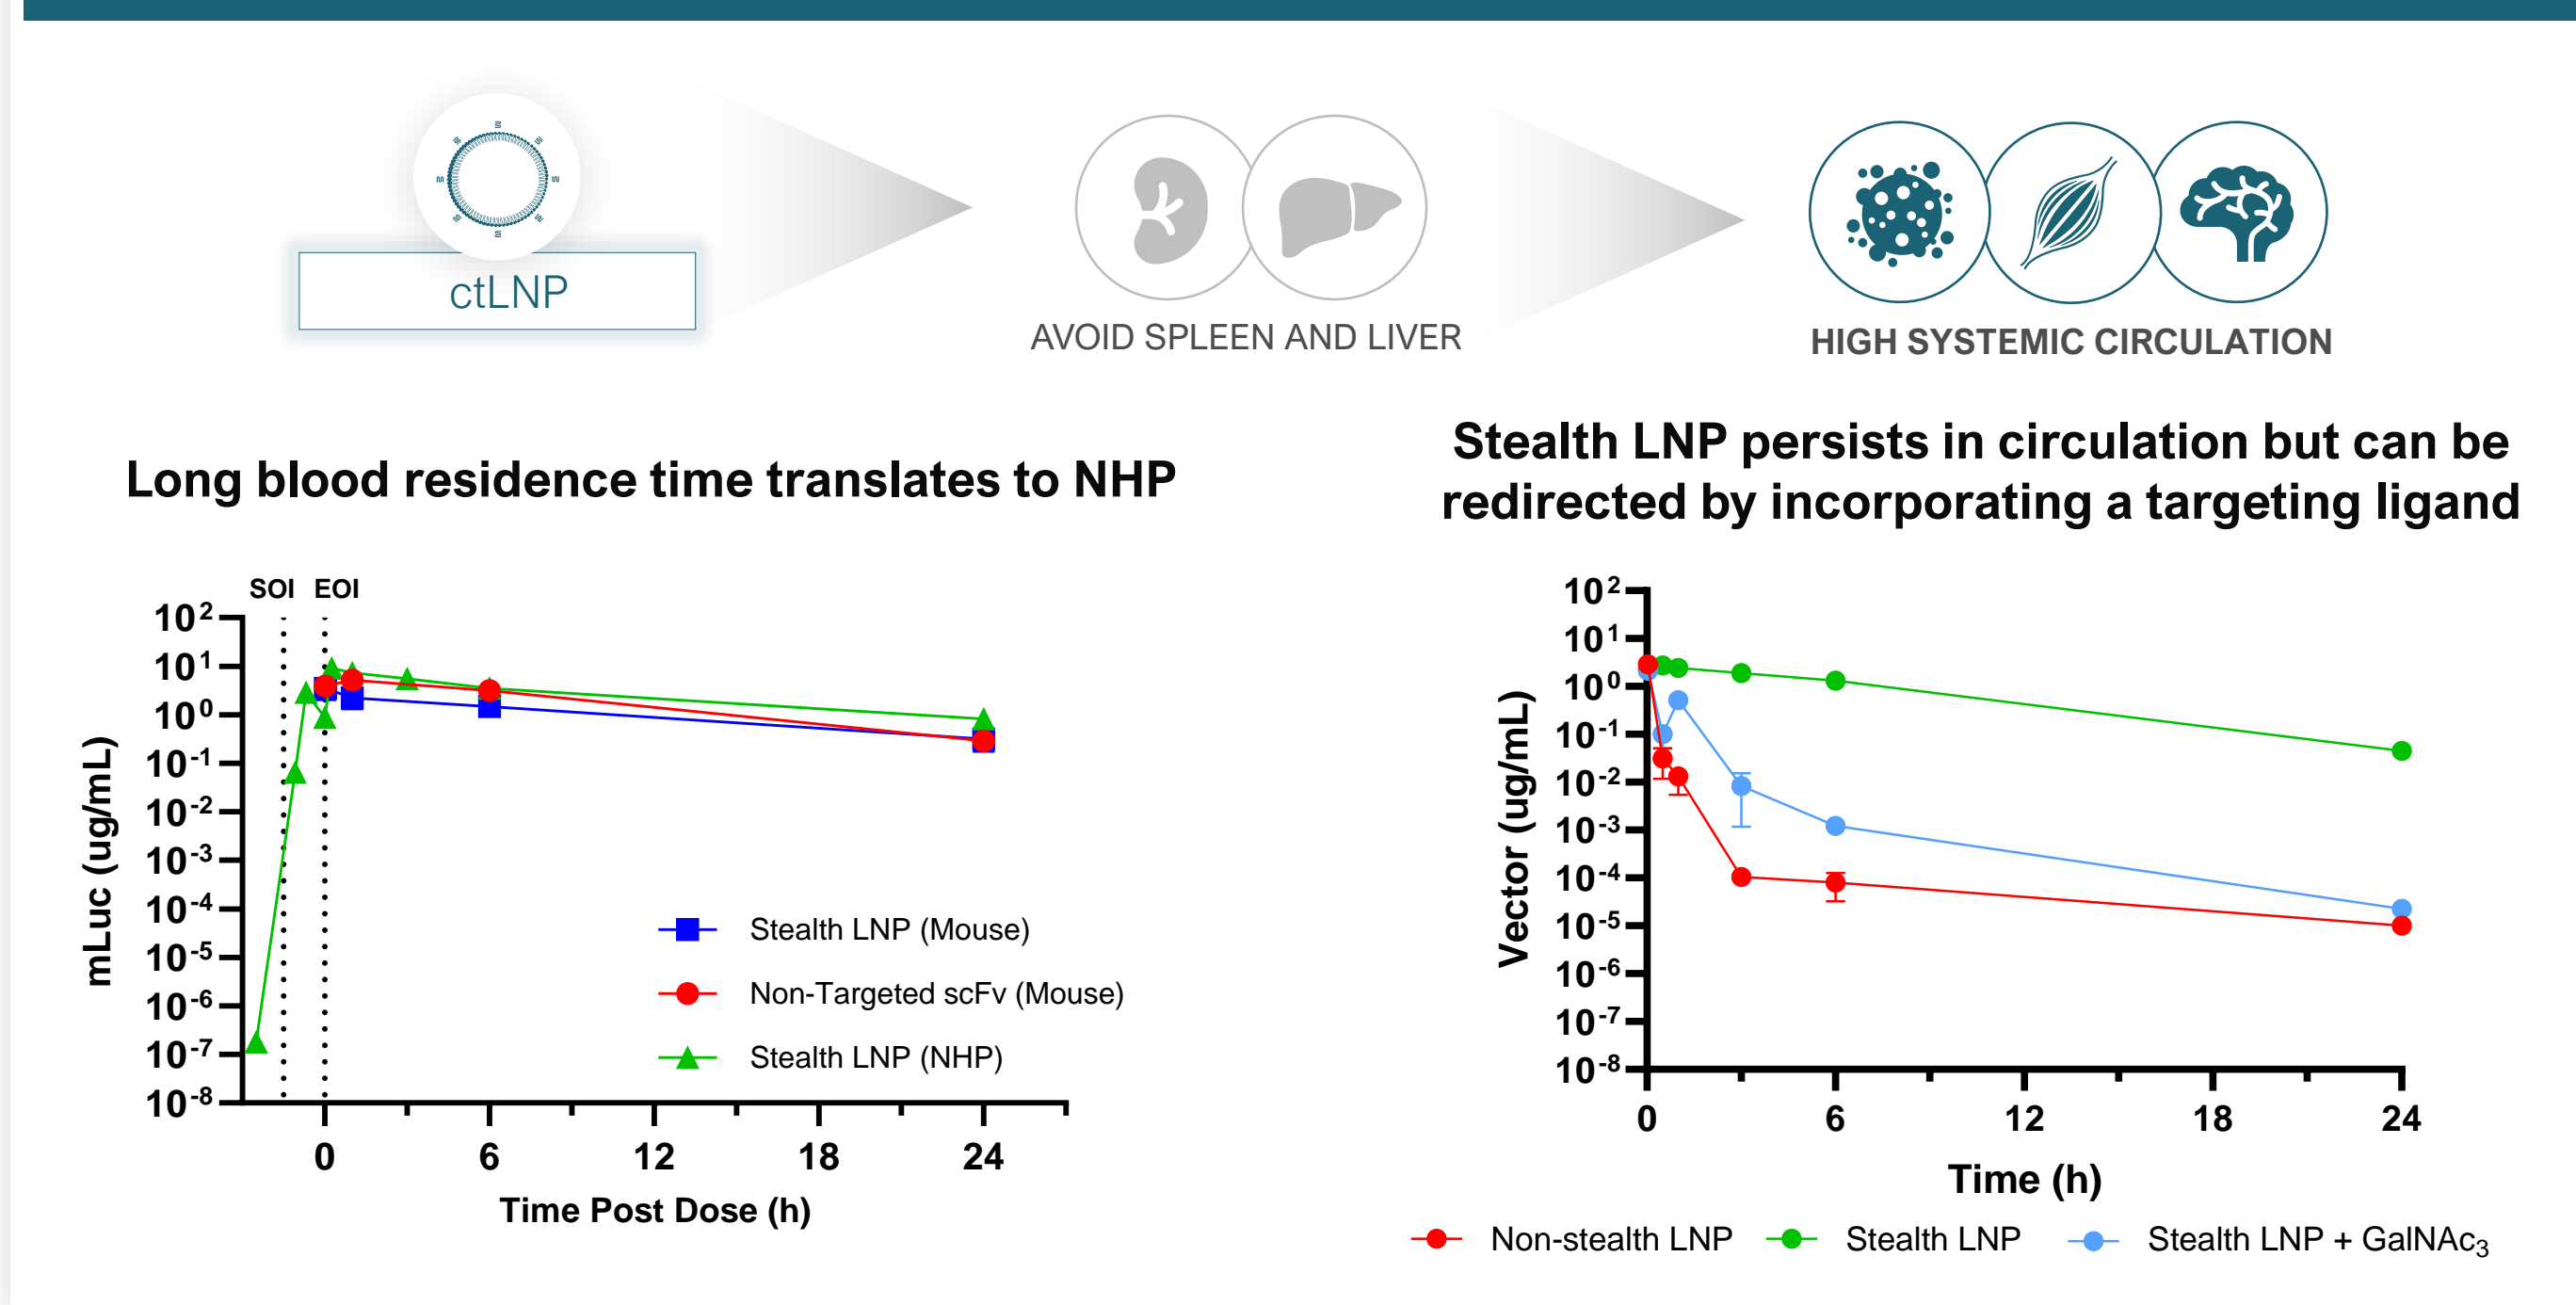 ctLNP
AVOID SPLEEN AND LIVER
HIGH SYSTEMIC CIRCULATION
Long blood residence time translates to NHP
SOI EOI
10²
10¹
10⁰
10⁻¹
10⁻²
10⁻³
10⁻⁴
10⁻⁵
10⁻⁶
10⁻⁷
10⁻⁸
mLuc (ug/mL)
0 6 12 18 24
Time Post Dose (h)
Stealth LNP (Mouse)
Non-Targeted scFv (Mouse)
Stealth LNP (NHP)
Stealth LNP persists in circulation but can be
redirected by incorporating a targeting ligand
10²
10¹
10⁰
10⁻¹
10⁻²
10⁻³
10⁻⁴
10⁻⁵
10⁻⁶
10⁻⁷
10⁻⁸
Vector (ug/mL)
0 6 12 18 24
Time (h)
Non-stealth LNP Stealth LNP Stealth LNP + GalNAc₃